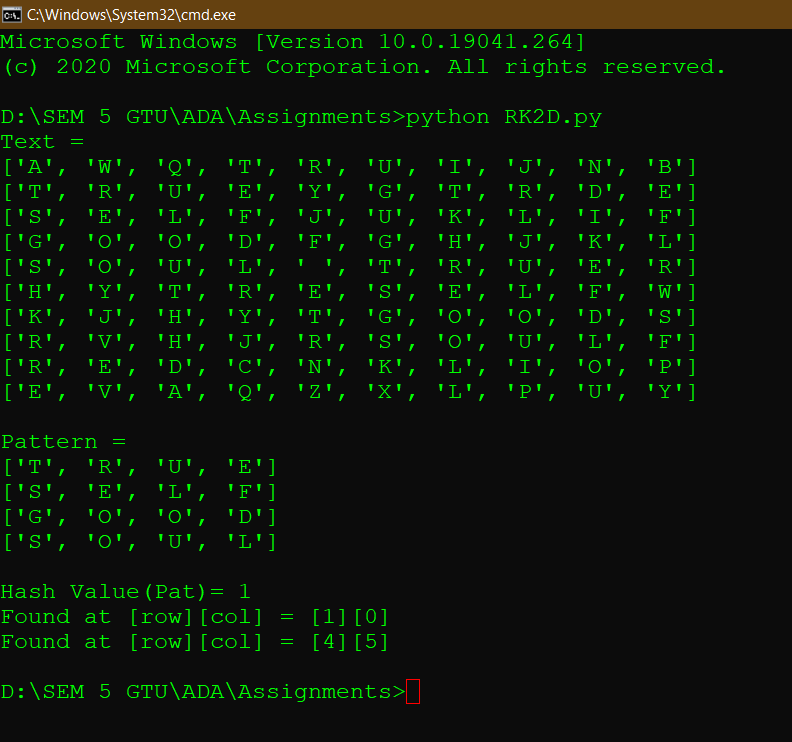 C:\Windows\System32\cmd.exe
Microsoft Windows [Version 10.0.19041.264]
(c) 2020 Microsoft Corporation. All rights reserved.
D:\SEM 5 GTU\ADA\Assignments>python RK2D.py
Text =
['A', 'W', 'Q', 'T', 'R', 'U', 'I', 'J', 'N', 'B']
['T', 'R', 'U', 'E', 'Y', 'G', 'T', 'R', 'D', 'E']
['S', 'E', 'L', 'F', 'J', 'U', 'K', 'L', 'I', 'F']
['G', 'O', 'O', 'D', 'F', 'G', 'H', 'J', 'K', 'L']
['S', 'O', 'U', 'L', ' ', 'T', 'R', 'U', 'E', 'R']
['H', 'Y', 'T', 'R', 'E', 'S', 'E', 'L', 'F', 'W']
['K', 'J', 'H', 'Y', 'T', 'G', 'O', 'O', 'D', 'S']
['R', 'V', 'H', 'J', 'R', 'S', 'O', 'U', 'L', 'F']
['R', 'E', 'D', 'C', 'N', 'K', 'L', 'I', 'O', 'P']
['E', 'V', 'A', 'Q', 'Z', 'X', 'L', 'P', 'U', 'Y']
Pattern =
['T', 'R', 'U', 'E']
['S', 'E', 'L', 'F']
['G', 'O', 'O', 'D']
['S', 'O', 'U', 'L']
Hash Value(Pat)= 1
Found at [row][col] = [1][0]
Found at [row][col] = [4][5]
D:\SEM 5 GTU\ADA\Assignments>